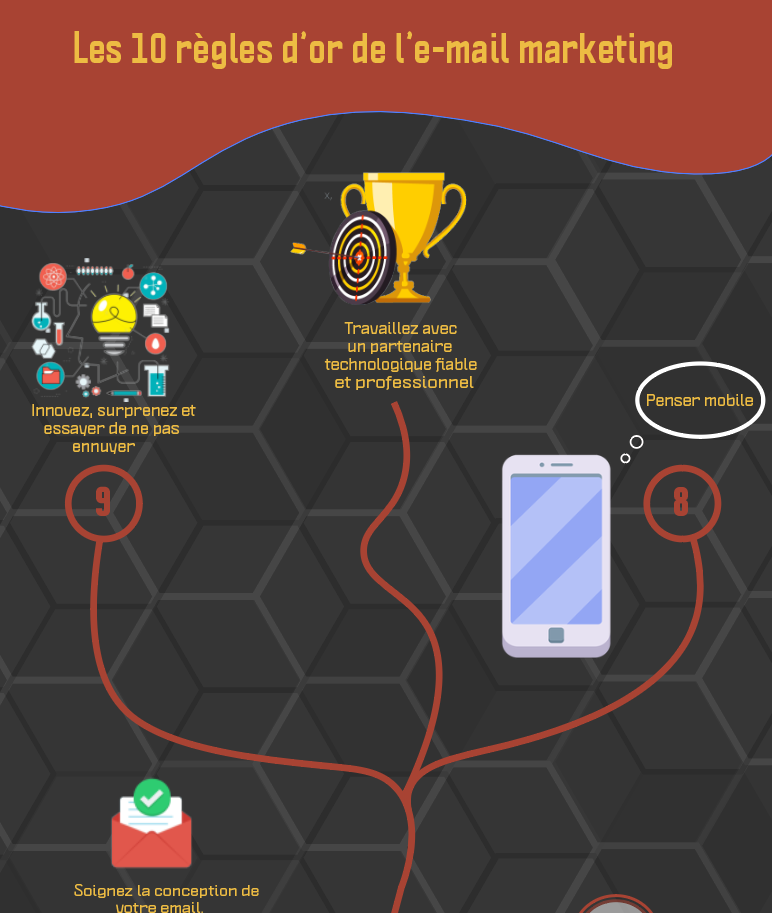 Les 10 règles d'or de l'e-mail marketing
Travaillez avec
un partenaire
technologique fiable
et professionnel
Innovez, surprenez et
essayer de ne pas
ennuyer
9
Penser mobile
8
Soignez la conception de
votre email.